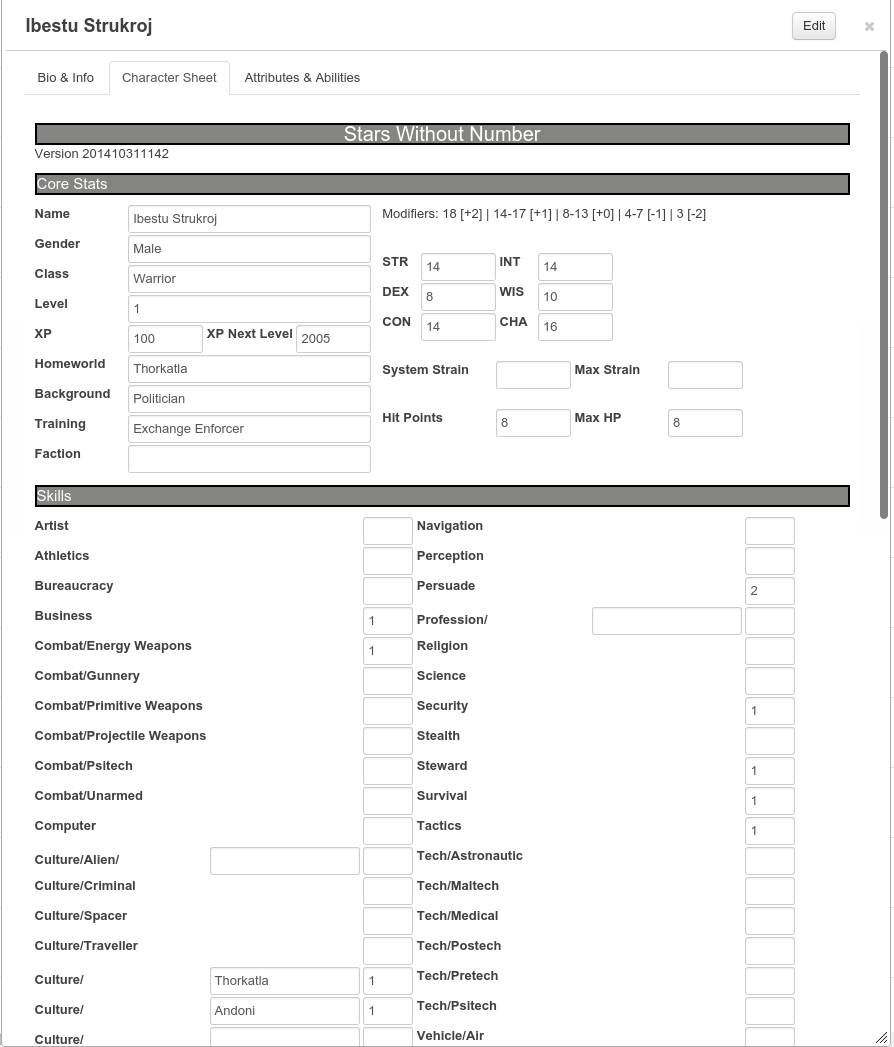 Ibestu Strukroj Edit ×
Bio & Info Character Sheet Attributes & Abilities
Stars Without Number
Version 201410311142
Core Stats
Name Ibestu Strukroj Modifiers: 18 [+2] | 14-17 [+1] | 8-13 [+0] | 4-7 [-1] | 3 [-2]
Gender Male
Class Warrior STR 14 INT 14
Level 1 DEX 8 WIS 10
XP 100 XP Next Level 2005 CON 14 CHA 16
Homeworld Thorkatla System Strain Max Strain
Background Politician
Training Exchange Enforcer Hit Points 8 Max HP 8
Faction
Skills
Artist Navigation
Athletics Perception
Bureaucracy Persuade 2
Business 1 Profession/
Combat/Energy Weapons 1 Religion
Combat/Gunnery Science
Combat/Primitive Weapons Security 1
Combat/Projectile Weapons Stealth
Combat/Psitech Steward 1
Combat/Unarmed Survival 1
Computer Tactics 1
Culture/Alien/ Tech/Astronautic
Culture/Criminal Tech/Maltech
Culture/Spacer Tech/Medical
Culture/Traveller Tech/Postech
Culture/ Thorkatla 1 Tech/Pretech
Culture/ Andoni 1 Tech/Psitech
Culture/ Vehicle/Air